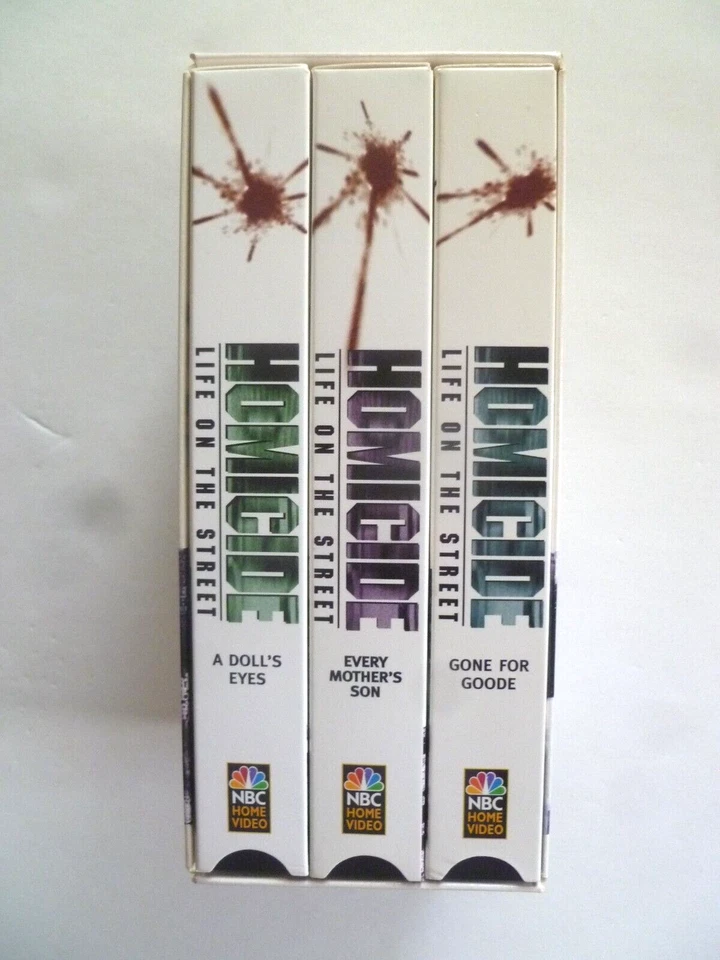 HOMICIDE
LIFE ON THE STREET
A DOLL'S
EYES
NBC
HOME
VIDEO
HOMICIDE
LIFE ON THE STREET
EVERY
MOTHER'S
SON
NBC
HOME
VIDEO
HOMICIDE
LIFE ON THE STREET
GONE FOR
GOODE
NBC
HOME
VIDEO